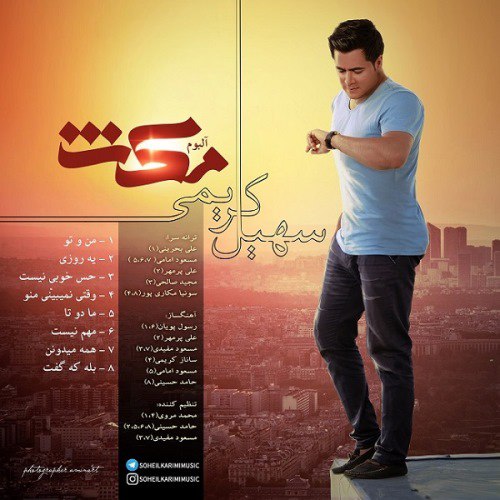 آلبوم
مکث
سهیل کریمی
۱ - من و تو
۲ - یه روزی
۳ - حس خوبی نیست
۴ - وقتی نمیبینی منو
۵ - ما دو تا
۶ - مهم نیست
۷ - همه میدونن
۸ - بله که گفت
ترانه سرا:
علی بحرینی(۱)
مسعود امامی(۵،۶،۷)
علی پرمهر(۲)
مجید صالحی(۳)
سونیا مکاری پور(۴،۸)
آهنگساز:
رسول پویان(۱،۶)
علی پرمهر(۲)
مسعود مفیدی(۳،۷)
ساناز کریمی(۴)
مسعود امامی(۵)
حامد حسینی(۸)
تنظیم کننده:
محمد مروی(۱،۴)
حامد حسینی(۲،۵،۶،۸)
مسعود مفیدی(۳،۷)
SOHEILKARIMIMUSIC
SOHEILKARIMIMUSIC
photographer